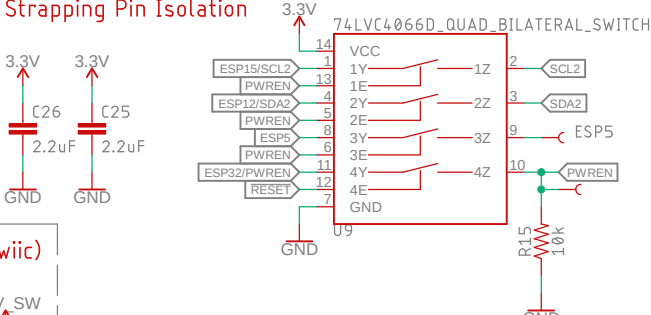 Strapping Pin Isolation
3.3V
74LVC4066D_QUAD_BILATERAL_SWITCH
3.3V 3.3V
C26 C25
2.2uF 2.2uF
GND GND
14 VCC
ESP15/SCL2 1 1Y 1Z 2 SCL2
PWREN 13 1E
ESP12/SDA2 4 2Y 2Z 3 SDA2
PWREN 5 2E
ESP5 8 3Y 3Z 9 ESP5
PWREN 6 3E
ESP32/PWREN 11 4Y 4Z 10 PWREN
RESET 12 4E
7 GND
U9
GND
R15 10k
wiic)
V_SW
GND